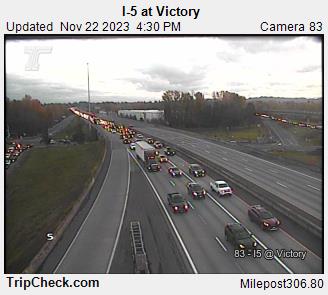 I-5 at Victory
Updated Nov 22 2023 4:30 PM Camera 83
Tr
S
83 - I5 @ Victory
TripCheck.com Milepost306.80